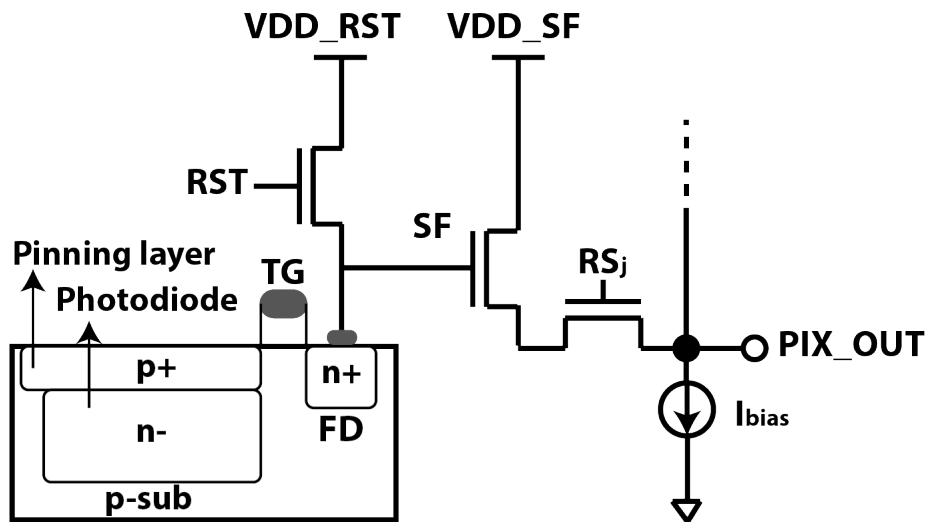 VDD_RST
VDD_SF
RST
SF
Pinning layer
TG
RSj
Photodiode
PIX_OUT
p+
n+
Ibias
n-
FD
p-sub